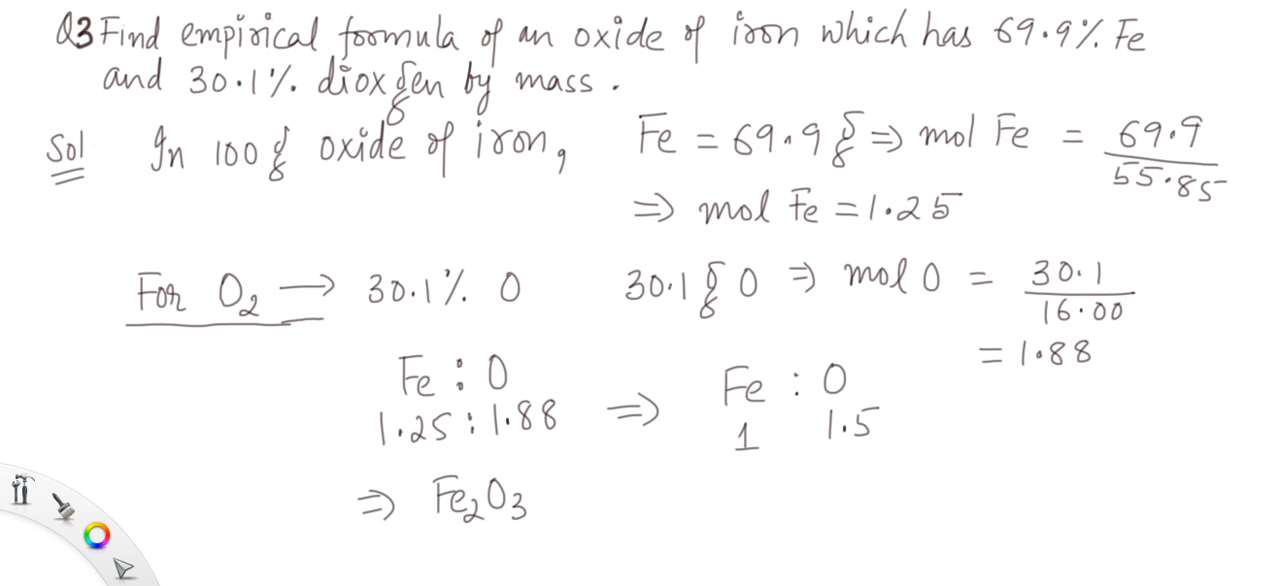 Q3 Find empirical formula of an oxide of iron which has 69.9% Fe
and 30.1% dioxygen by mass.
Sol In 100g oxide of iron, Fe = 69.9g ⇒ mol Fe = 69.9/55.85
⇒ mol Fe = 1.25
For O₂ → 30.1% O 30.1g O ⇒ mol O = 30.1/16.00
= 1.88
Fe : O ⇒ Fe : O
1.25 : 1.88 1 1.5
⇒ Fe₂O₃